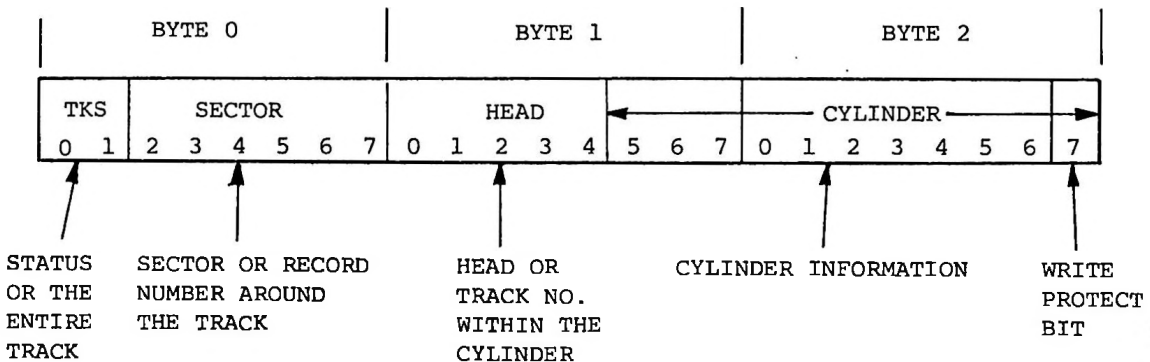 BYTE 0 BYTE 1 BYTE 2
TKS SECTOR HEAD CYLINDER
0 1 2 3 4 5 6 7 0 1 2 3 4 5 6 7 0 1 2 3 4 5 6 7
STATUS
OR THE
ENTIRE
TRACK
SECTOR OR RECORD
NUMBER AROUND
THE TRACK
HEAD OR
TRACK NO.
WITHIN THE
CYLINDER
CYLINDER INFORMATION
WRITE
PROTECT
BIT